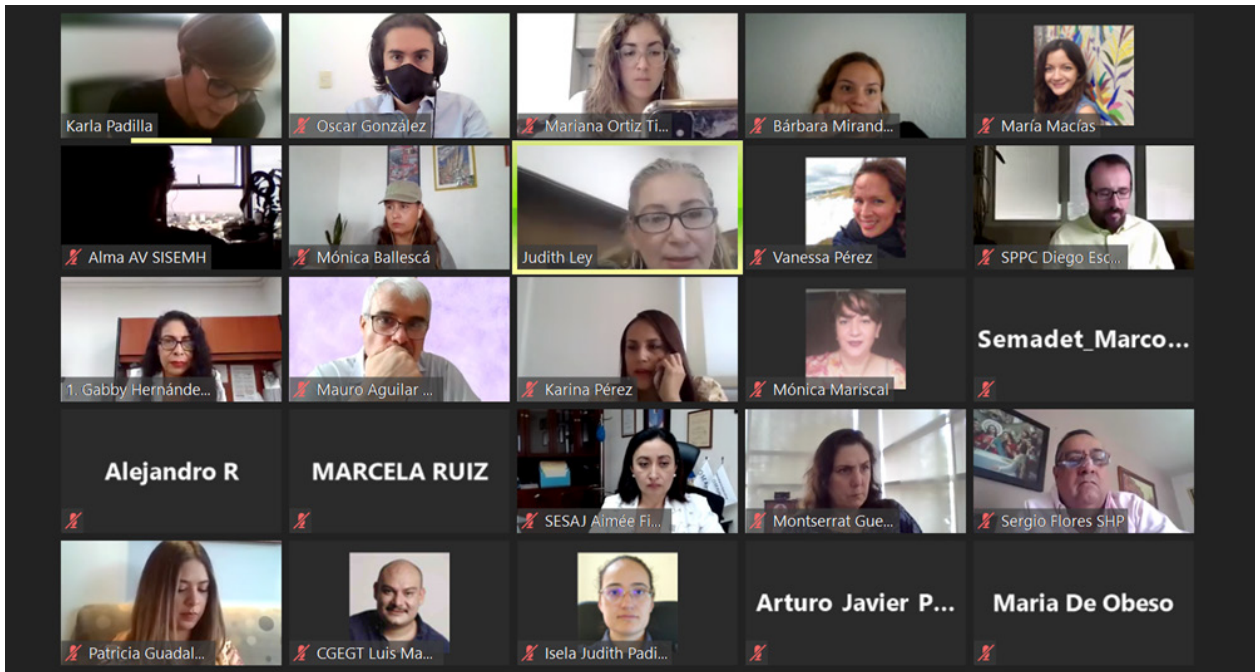 Karla Padilla
Oscar González
Mariana Ortiz Ti...
Bárbara Mirand...
María Macías
Alma AV SISEMH
Mónica Ballescá
Judith Ley
Vanessa Pérez
SPPC Diego Esc...
1. Gabby Hernánde...
Mauro Aguilar ...
Karina Pérez
Mónica Mariscal
Semadet_Marco...
Alejandro R
MARCELA RUIZ
SESAJ Aimée Fi...
Montserrat Gue...
Sergio Flores SHP
Patricia Guadal...
CGEGT Luis Ma...
Isela Judith Padi...
Arturo Javier P...
Maria De Obeso